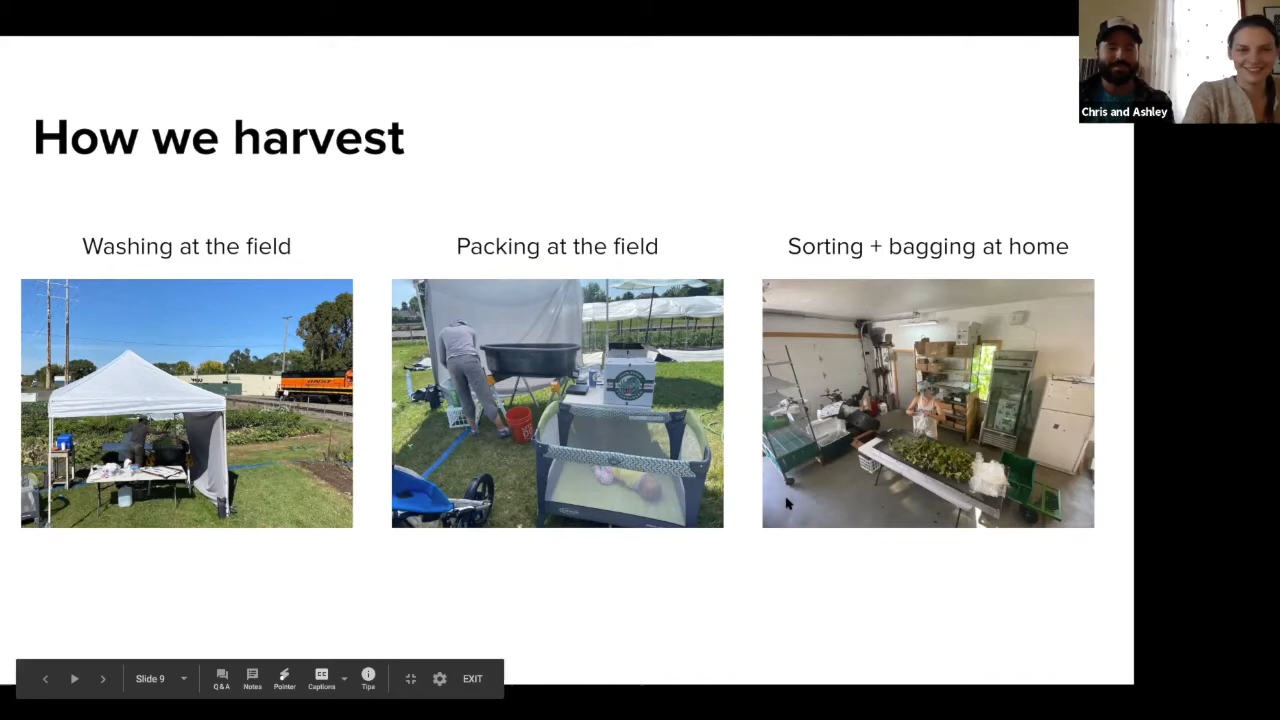 Chris and Ashley
How we harvest
Washing at the field
Packing at the field
Sorting + bagging at home
Slide 9
Q & A
Notes
Pointer
Captions
Tips
EXIT